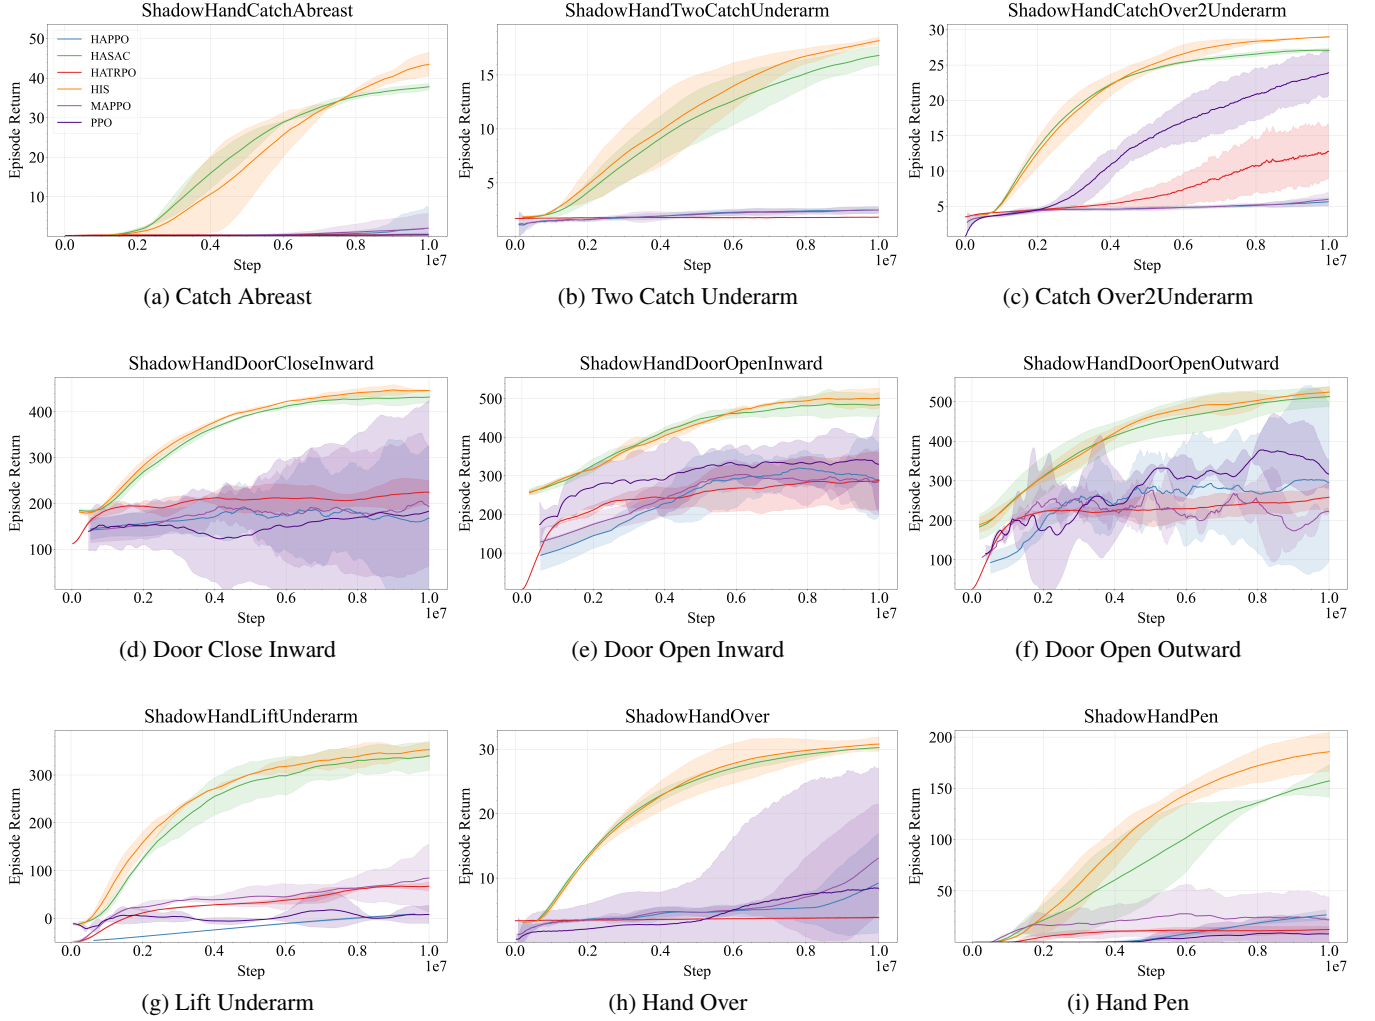 ShadowHandCatchAbreast
50
40
30
20
10
Episode Return
HAPPO
HASAC
HATRPO
HIS
MAPPO
PPO
0.0 0.2 0.4 0.6 0.8 1.0
Step 1e7
(a) Catch Abreast
ShadowHandTwoCatchUnderarm
15
10
5
Episode Return
0.0 0.2 0.4 0.6 0.8 1.0
Step 1e7
(b) Two Catch Underarm
ShadowHandCatchOver2Underarm
30
25
20
15
10
5
Episode Return
0.0 0.2 0.4 0.6 0.8 1.0
Step 1e7
(c) Catch Over2Underarm
ShadowHandDoorCloseInward
400
300
200
100
Episode Return
0.0 0.2 0.4 0.6 0.8 1.0
Step 1e7
(d) Door Close Inward
ShadowHandDoorOpenInward
500
400
300
200
100
Episode Return
0.0 0.2 0.4 0.6 0.8 1.0
Step 1e7
(e) Door Open Inward
ShadowHandDoorOpenOutward
500
400
300
200
100
Episode Return
0.0 0.2 0.4 0.6 0.8 1.0
Step 1e7
(f) Door Open Outward
ShadowHandLiftUnderarm
300
200
100
0
Episode Return
0.0 0.2 0.4 0.6 0.8 1.0
Step 1e7
(g) Lift Underarm
ShadowHandOver
30
20
10
Episode Return
0.0 0.2 0.4 0.6 0.8 1.0
Step 1e7
(h) Hand Over
ShadowHandPen
200
150
100
50
Episode Return
0.0 0.2 0.4 0.6 0.8 1.0
Step 1e7
(i) Hand Pen